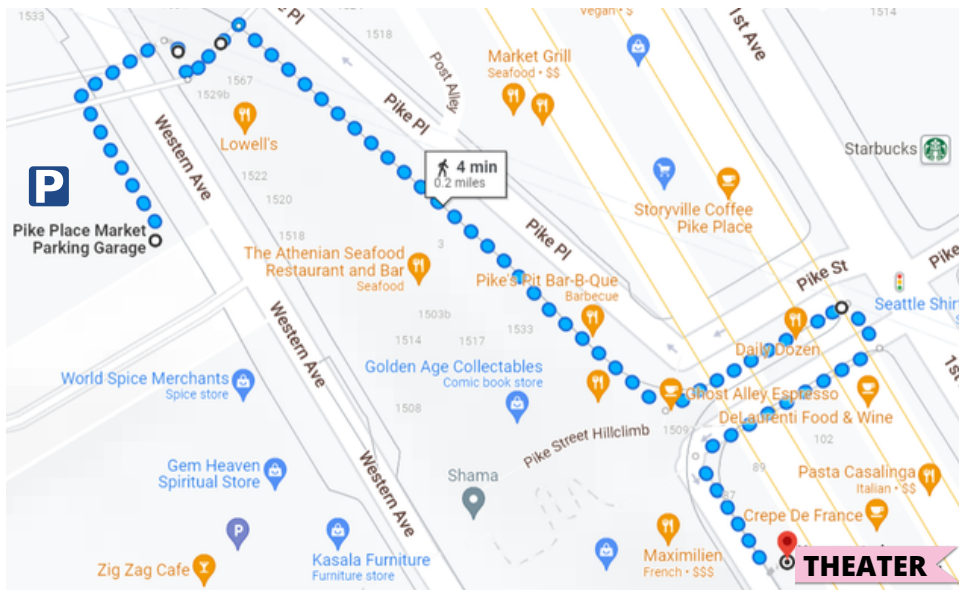 1533
e Pl
Vegan • $
1518
1st Ave
1514
Market Grill
Seafood • $$
Post Alley
1567
1529b
Pike Pl
Lowell's
Western Ave
4 min
0.2 miles
Starbucks
P
1522
1520
Storyville Coffee
Pike Place
Pike Place Market
Parking Garage
1518
3
Pike Pl
The Athenian Seafood
Restaurant and Bar
Seafood
Pike's Pit Bar-B-Que
Barbecue
Pike St
Pike
Seattle Shir
1503b
1533
1514
1517
Western Ave
Daily Dozen
Golden Age Collectables
Comic book store
World Spice Merchants
Spice store
1st
Ghost Alley Espresso
1508
DeLaurenti Food & Wine
1509
102
Pike Street Hillclimb
Gem Heaven
Spiritual Store
Western Ave
Shama
89
87
Pasta Casalinga
Italian • $$
Crepe De France
P
Kasala Furniture
Furniture store
Zig Zag Cafe
Maximilien
French • $$$
THEATER